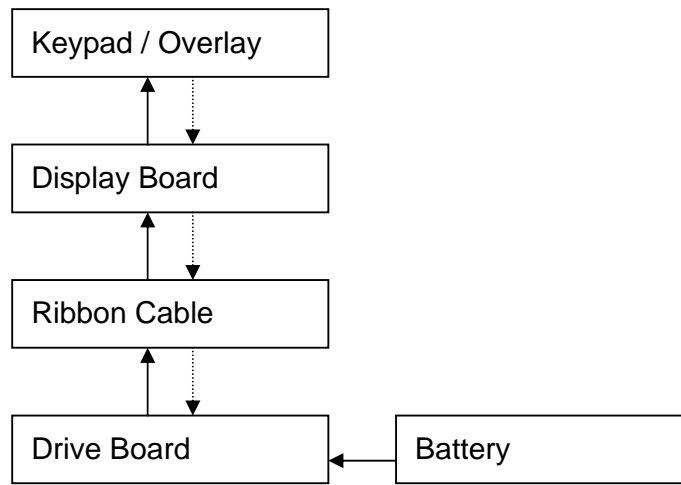 Keypad / Overlay
Display Board
Ribbon Cable
Drive Board
Battery